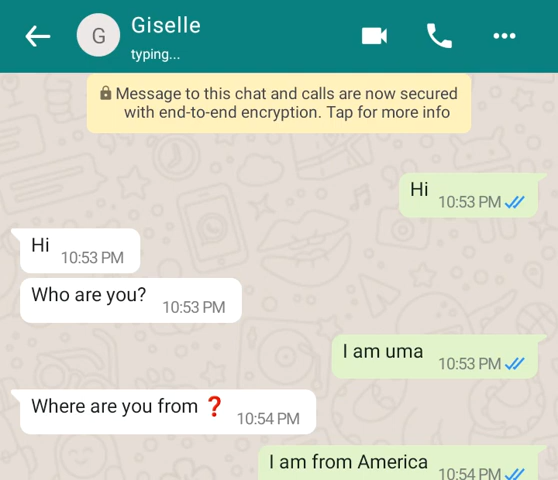 G
Giselle
typing...
Message to this chat and calls are now secured
with end-to-end encryption. Tap for more info
Hi
10:53 PM
Hi
10:53 PM
Who are you?
10:53 PM
I am uma
10:53 PM
Where are you from ❓
10:54 PM
I am from America
10:54 PM